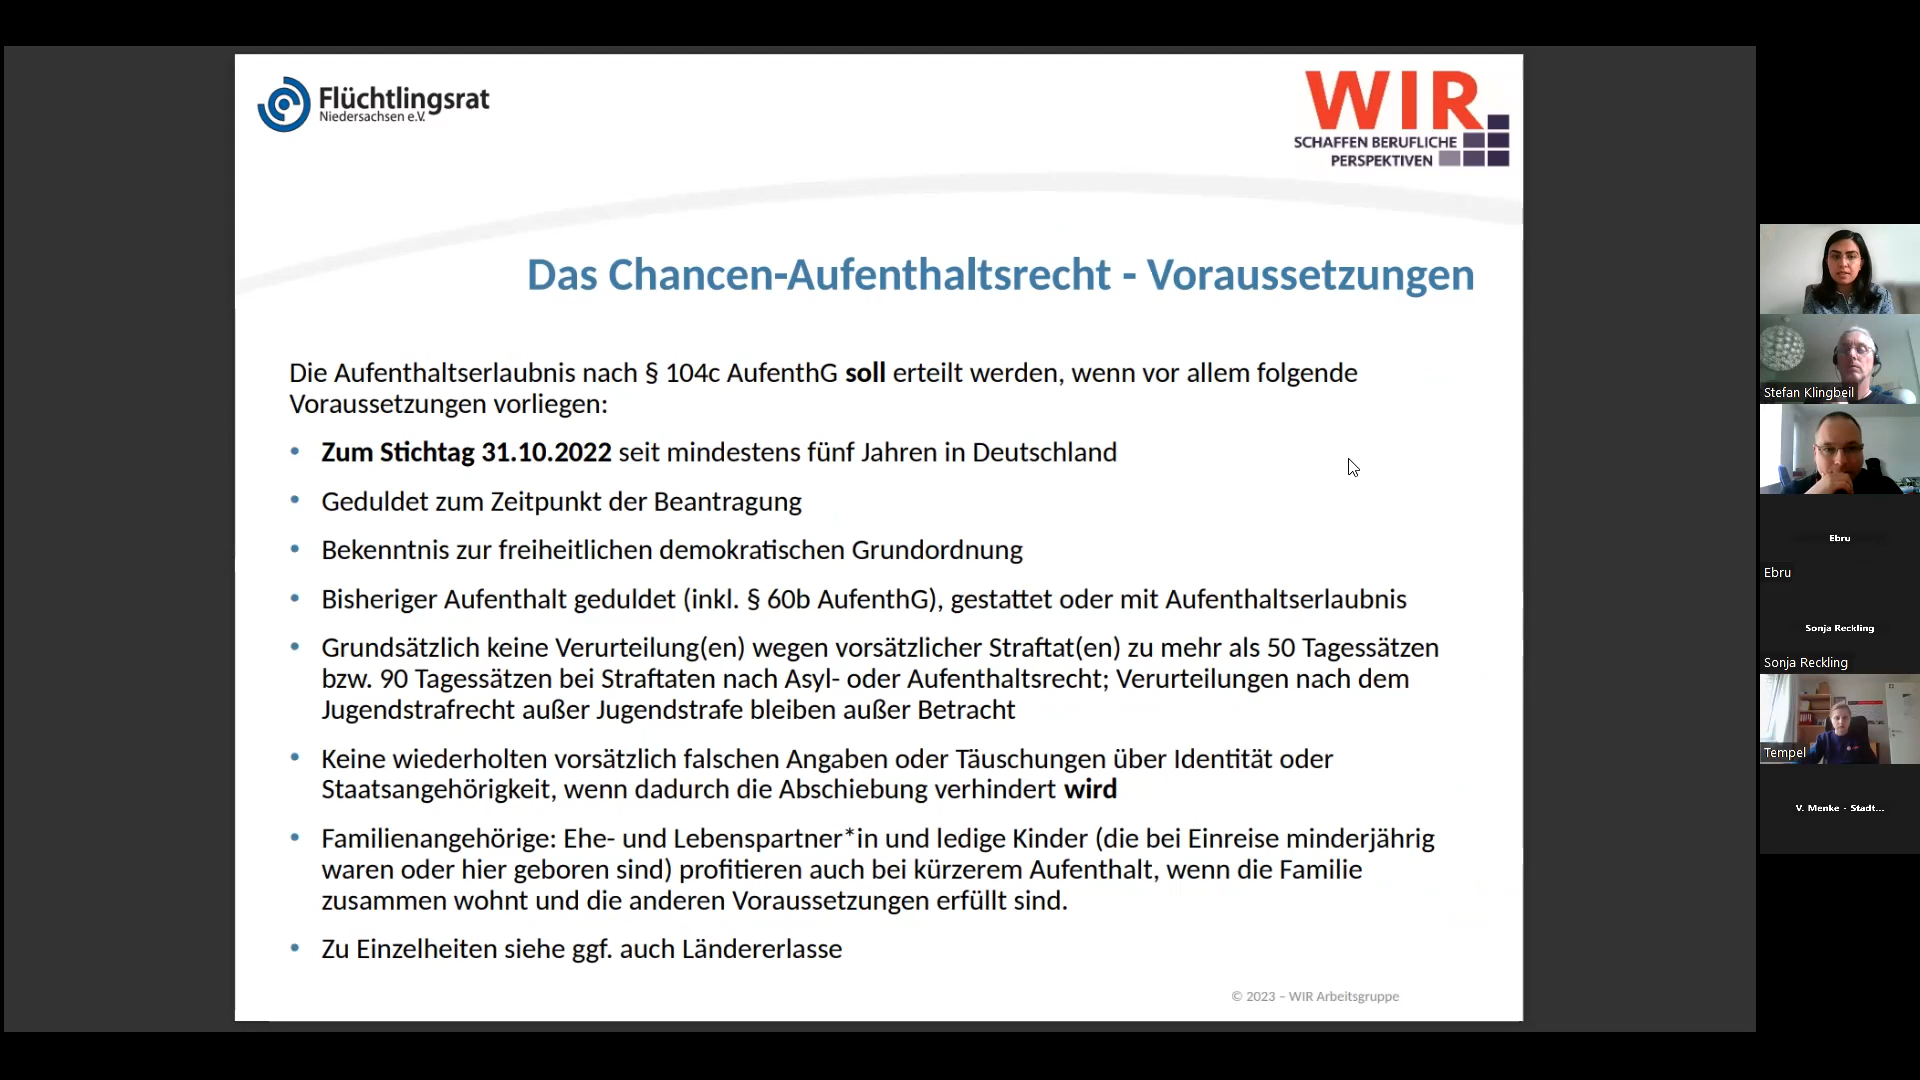 Flüchtlingsrat
Niedersachsen e.V.
WIR
SCHAFFEN BERUFLICHE
PERSPEKTIVEN
Das Chancen-Aufenthaltsrecht - Voraussetzungen
Die Aufenthaltserlaubnis nach § 104c AufenthG soll erteilt werden, wenn vor allem folgende
Voraussetzungen vorliegen:
• Zum Stichtag 31.10.2022 seit mindestens fünf Jahren in Deutschland
• Geduldet zum Zeitpunkt der Beantragung
• Bekenntnis zur freiheitlichen demokratischen Grundordnung
• Bisheriger Aufenthalt geduldet (inkl. § 60b AufenthG), gestattet oder mit Aufenthaltserlaubnis
• Grundsätzlich keine Verurteilung(en) wegen vorsätzlicher Straftat(en) zu mehr als 50 Tagessätzen
bzw. 90 Tagessätzen bei Straftaten nach Asyl- oder Aufenthaltsrecht; Verurteilungen nach dem
Jugendstrafrecht außer Jugendstrafe bleiben außer Betracht
• Keine wiederholten vorsätzlich falschen Angaben oder Täuschungen über Identität oder
Staatsangehörigkeit, wenn dadurch die Abschiebung verhindert wird
• Familienangehörige: Ehe- und Lebenspartner*in und ledige Kinder (die bei Einreise minderjährig
waren oder hier geboren sind) profitieren auch bei kürzerem Aufenthalt, wenn die Familie
zusammen wohnt und die anderen Voraussetzungen erfüllt sind.
• Zu Einzelheiten siehe ggf. auch Ländererlasse
© 2023 – WIR Arbeitsgruppe
Stefan Klingbeil
Ebru
Ebru
Sonja Reckling
Sonja Reckling
Tempel
V. Menke - Stadt...